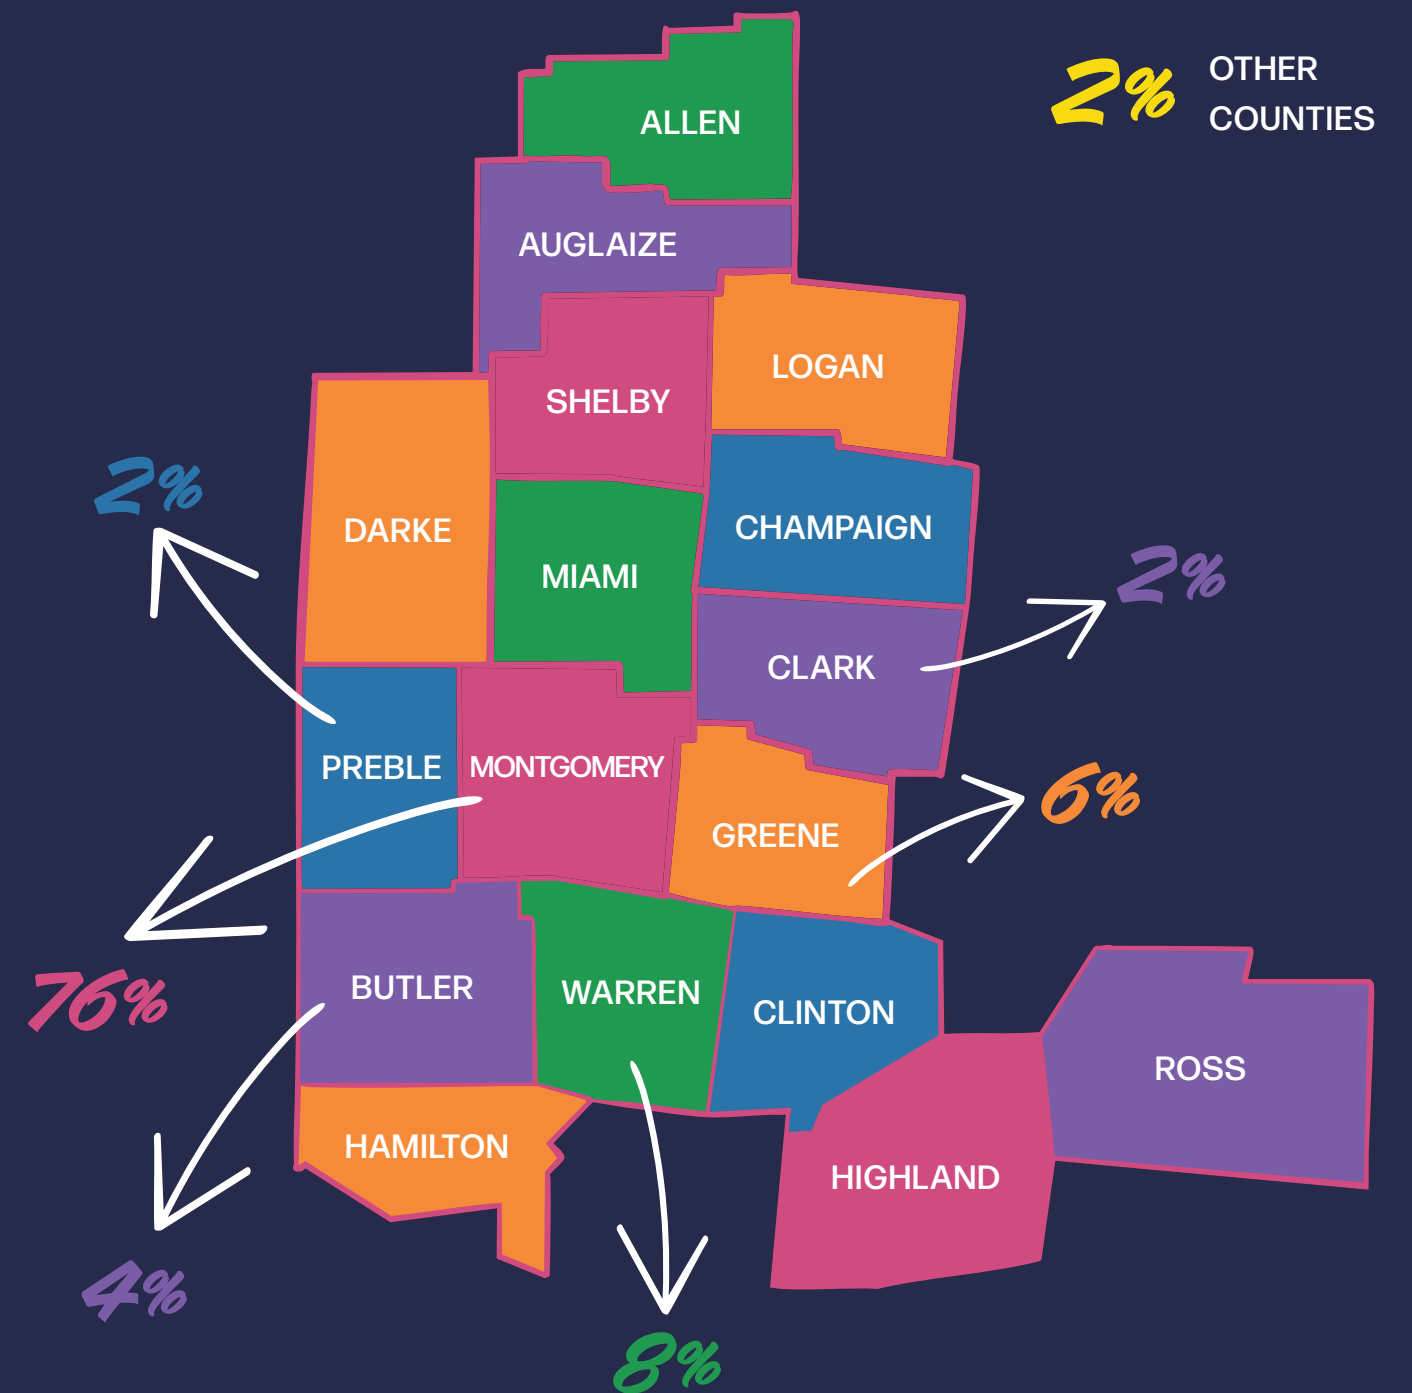 ALLEN
2% OTHER
COUNTIES
AUGLAIZE
LOGAN
SHELBY
2%
DARKE
CHAMPAIGN
MIAMI
2%
CLARK
PREBLE
MONTGOMERY
6%
GREENE
76%
BUTLER
WARREN
CLINTON
ROSS
HAMILTON
HIGHLAND
4%
8%